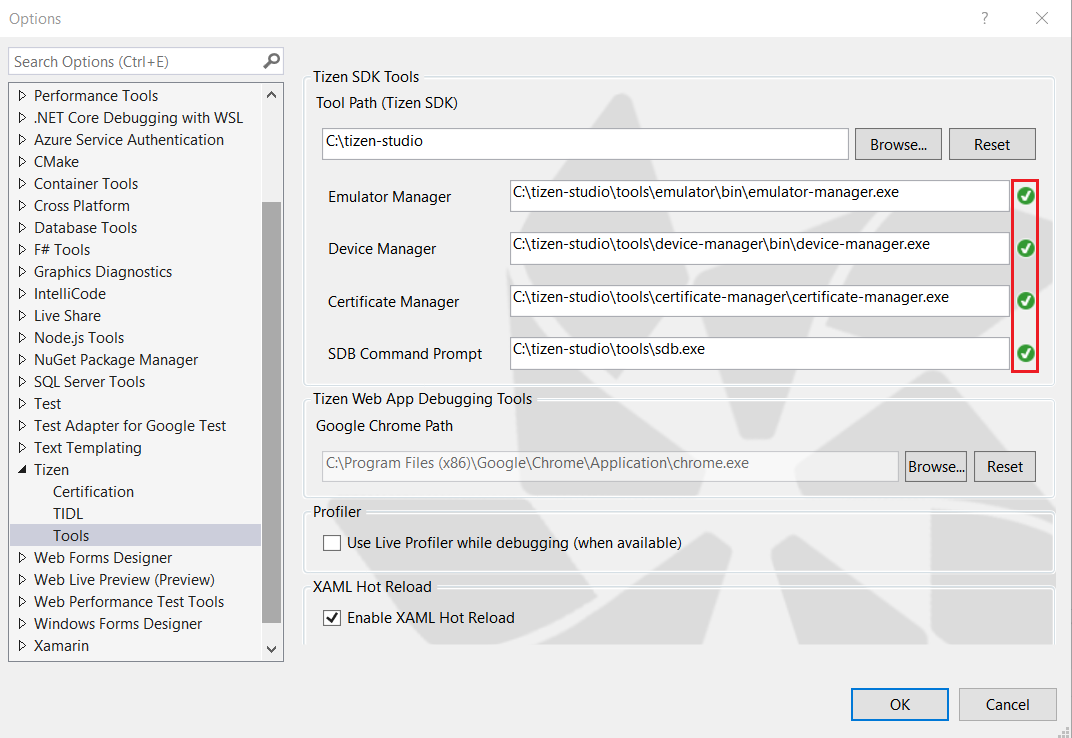 Options
?
Search Options (Ctrl+E)
Performance Tools
.NET Core Debugging with WSL
Azure Service Authentication
CMake
Container Tools
Cross Platform
Database Tools
F# Tools
Graphics Diagnostics
IntelliCode
Live Share
Node.js Tools
NuGet Package Manager
SQL Server Tools
Test
Test Adapter for Google Test
Text Templating
Tizen
Certification
TIDL
Tools
Web Forms Designer
Web Live Preview (Preview)
Web Performance Test Tools
Windows Forms Designer
Xamarin
Tizen SDK Tools
Tool Path (Tizen SDK)
C:\tizen-studio
Browse...
Reset
Emulator Manager
C:\tizen-studio\tools\emulator\bin\emulator-manager.exe
Device Manager
C:\tizen-studio\tools\device-manager\bin\device-manager.exe
Certificate Manager
C:\tizen-studio\tools\certificate-manager\certificate-manager.exe
SDB Command Prompt
C:\tizen-studio\tools\sdb.exe
Tizen Web App Debugging Tools
Google Chrome Path
C:\Program Files (x86)\Google\Chrome\Application\chrome.exe
Browse...
Reset
Profiler
Use Live Profiler while debugging (when available)
XAML Hot Reload
Enable XAML Hot Reload
OK
Cancel